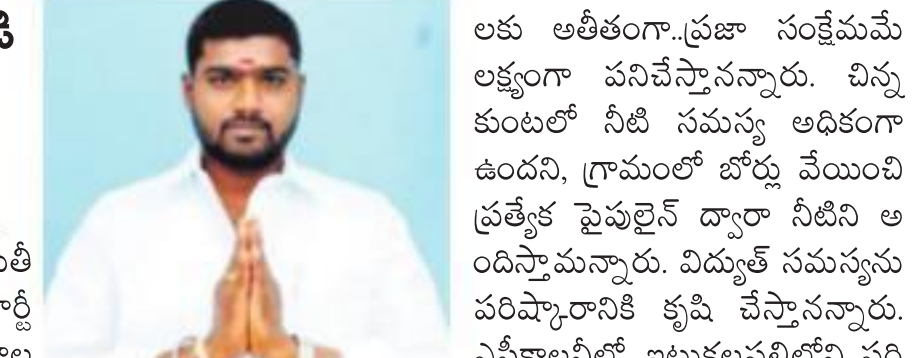 డి
లకు అతీతంగా..ప్రజా సంక్షేమమే
లక్ష్యంగా పనిచేస్తానన్నారు. చిన్న
కుంటలో నీటి సమస్య అధికంగా
ఉందని, గ్రామంలో బోర్లు వేయించి
ప్రత్యేక పైపులైన్ ద్వారా నీటిని అ
ందిస్తామన్నారు. విద్యుత్ సమస్యను
పరిష్కారానికి కృషి చేస్తానన్నారు.